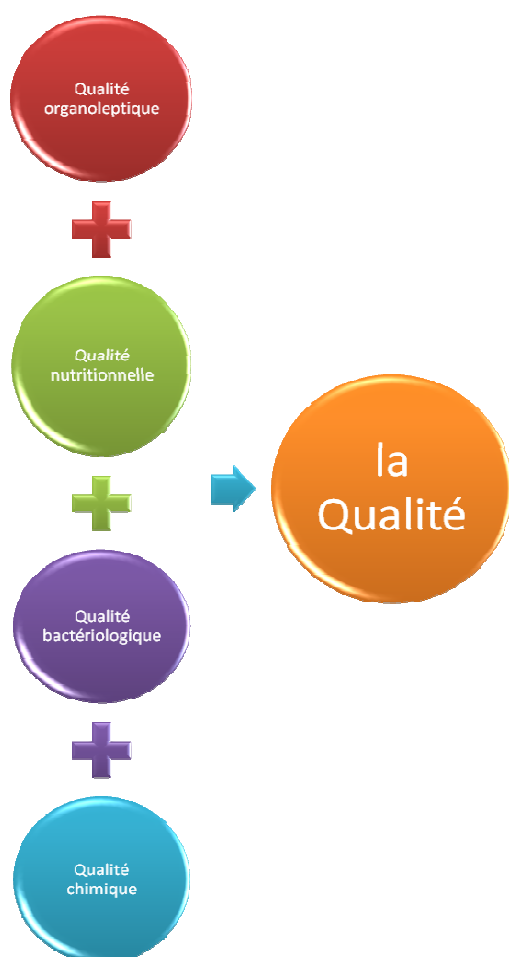 Qualité
organoleptique
Qualité
nutritionnelle
Qualité
bactériologique
Qualité
chimique
la
Qualité